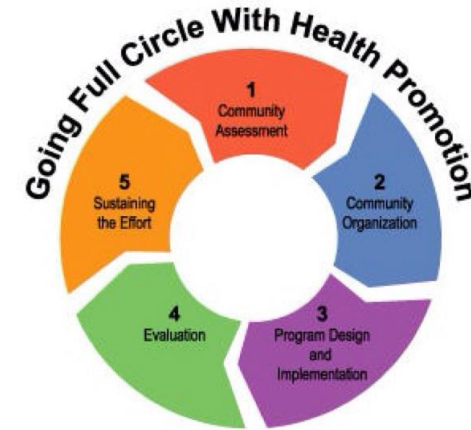 Going Full Circle With Health Promotion
1
Community
Assessment
2
Community
Organization
3
Program Design
and
Implementation
4
Evaluation
5
Sustaining
the Effort